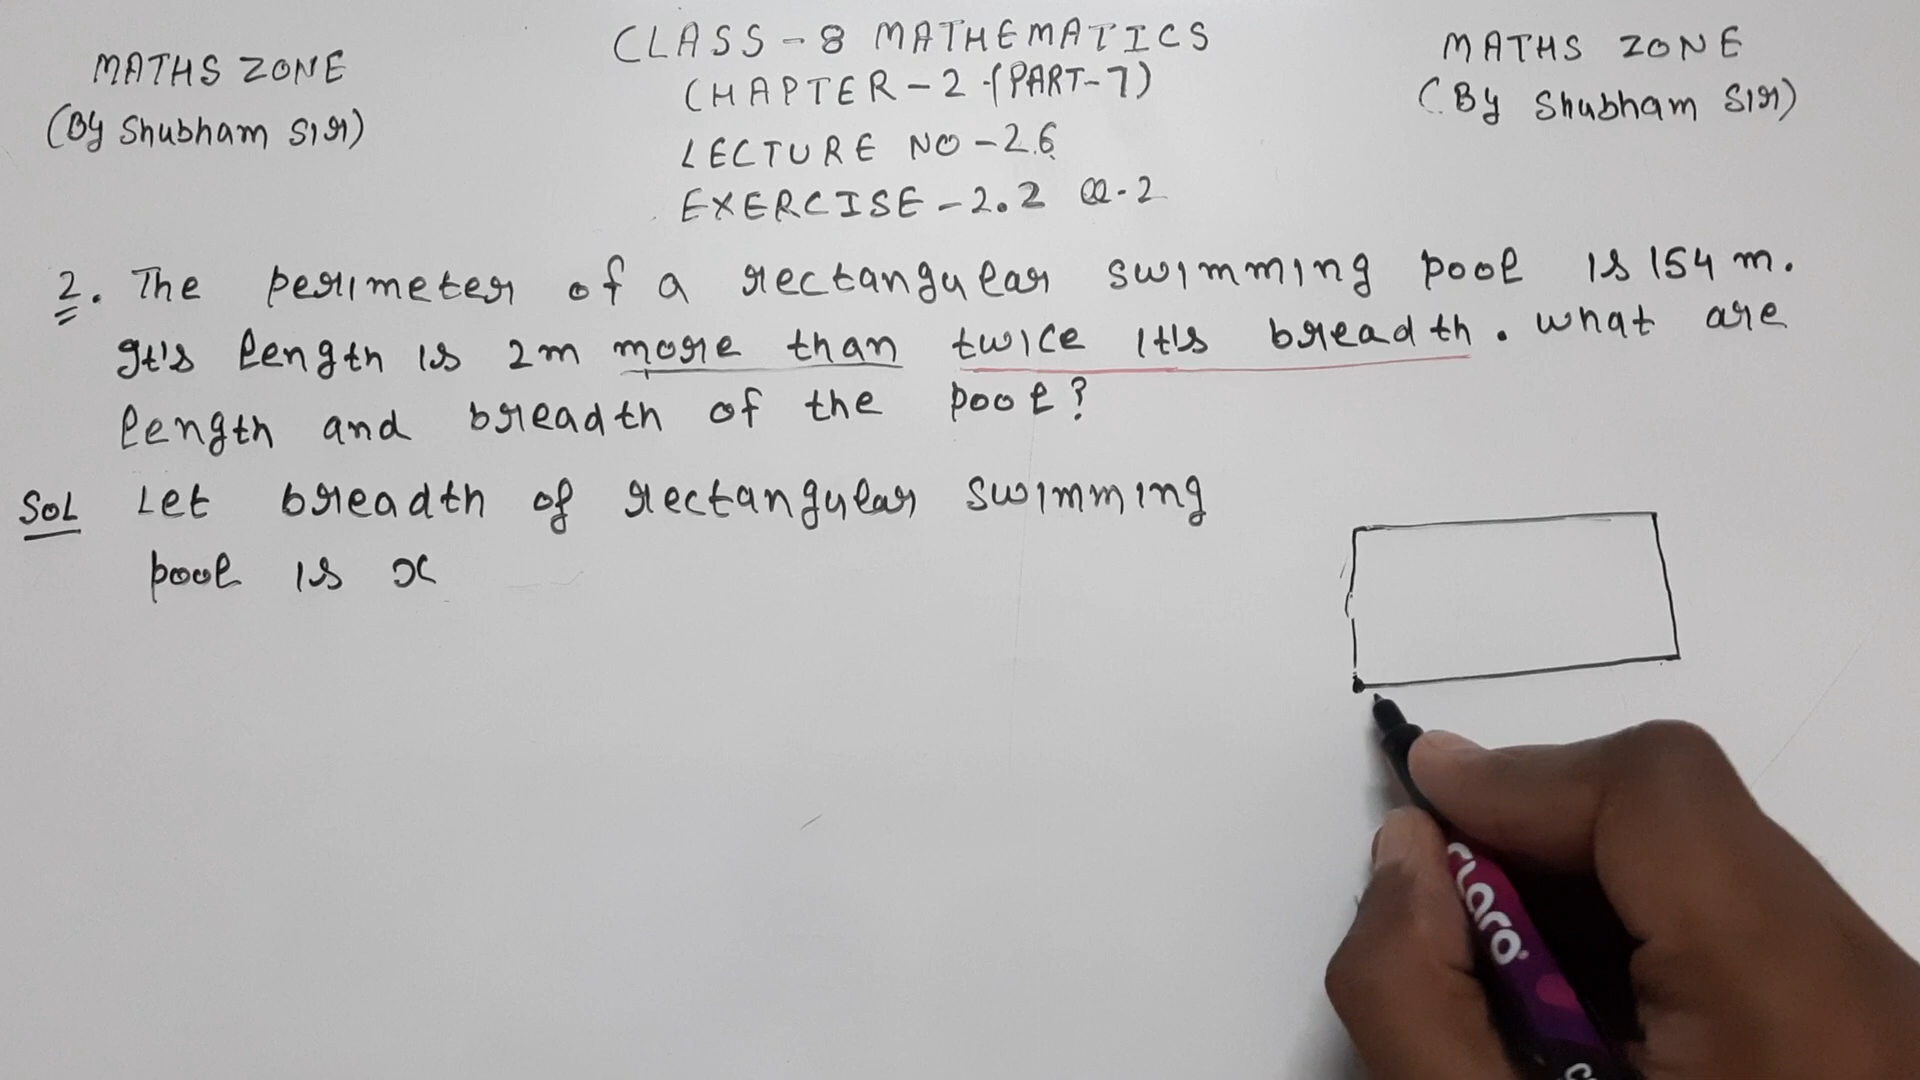 MATHS ZONE
(By Shubham Sir)
CLASS-8 MATHEMATICS
CHAPTER-2 (PART-7)
LECTURE NO-26
EXERCISE-2.2 Q.2
MATHS ZONE
(By Shubham Sir)
2. The perimeter of a rectangular swimming pool is 154 m.
It's length is 2m more than twice it's breadth. what are
length and breadth of the pool?
SOL Let breadth of rectangular swimming
pool is x
CLARO